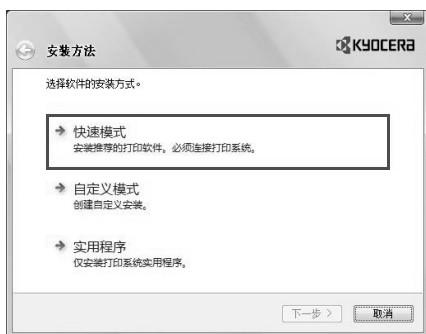 安装方法
KYOCERA
选择软件的安装方式。
快速模式
安装推荐的打印软件。必须连接打印系统。
自定义模式
创建自定义安装。
实用程序
仅安装打印系统实用程序。
下一步 >
取消